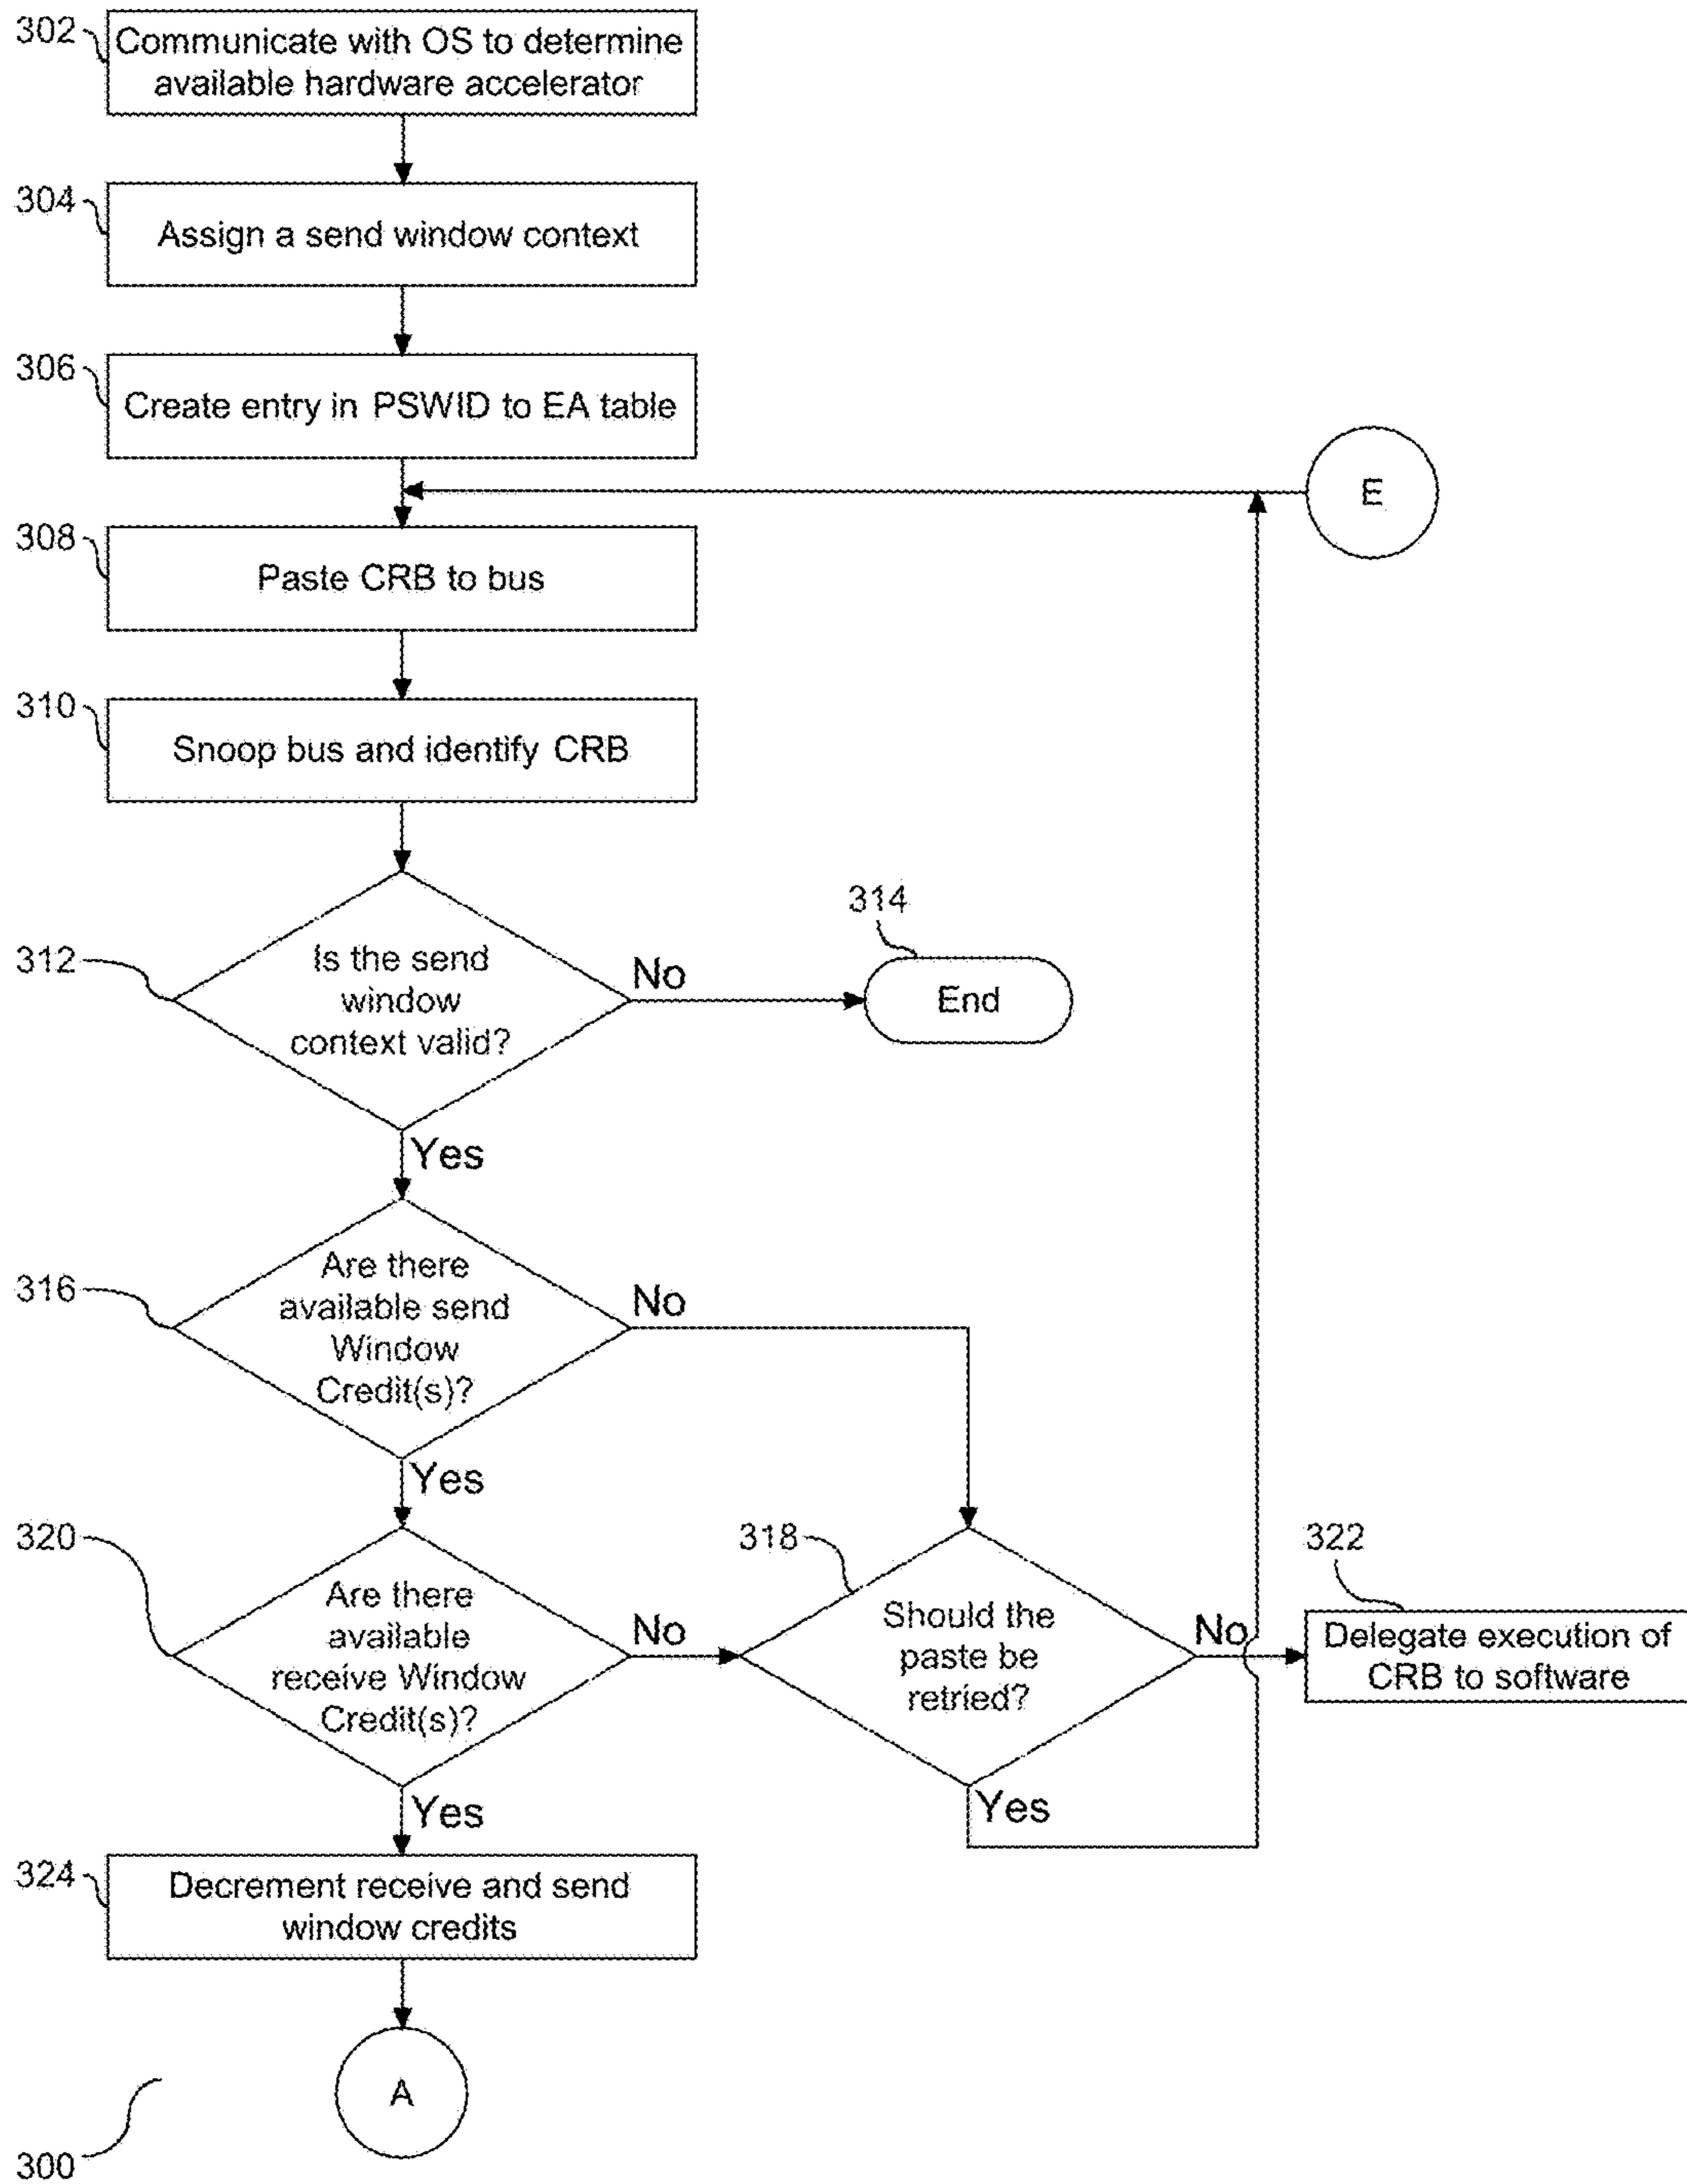 302
Communicate with OS to determine
available hardware accelerator
304
Assign a send window context
306
Create entry in PSWID to EA table
E
308
Paste CRB to bus
310
Snoop bus and identify CRB
314
312
Is the send
window
context valid?
No
End
Yes
316
Are there
available send
Window
Credit(s)?
No
Yes
320
Are there
available
receive Window
Credit(s)?
No
318
Should the
paste be
retried?
No
322
Delegate execution of
CRB to software
Yes
Yes
324
Decrement receive and send
window credits
A
300